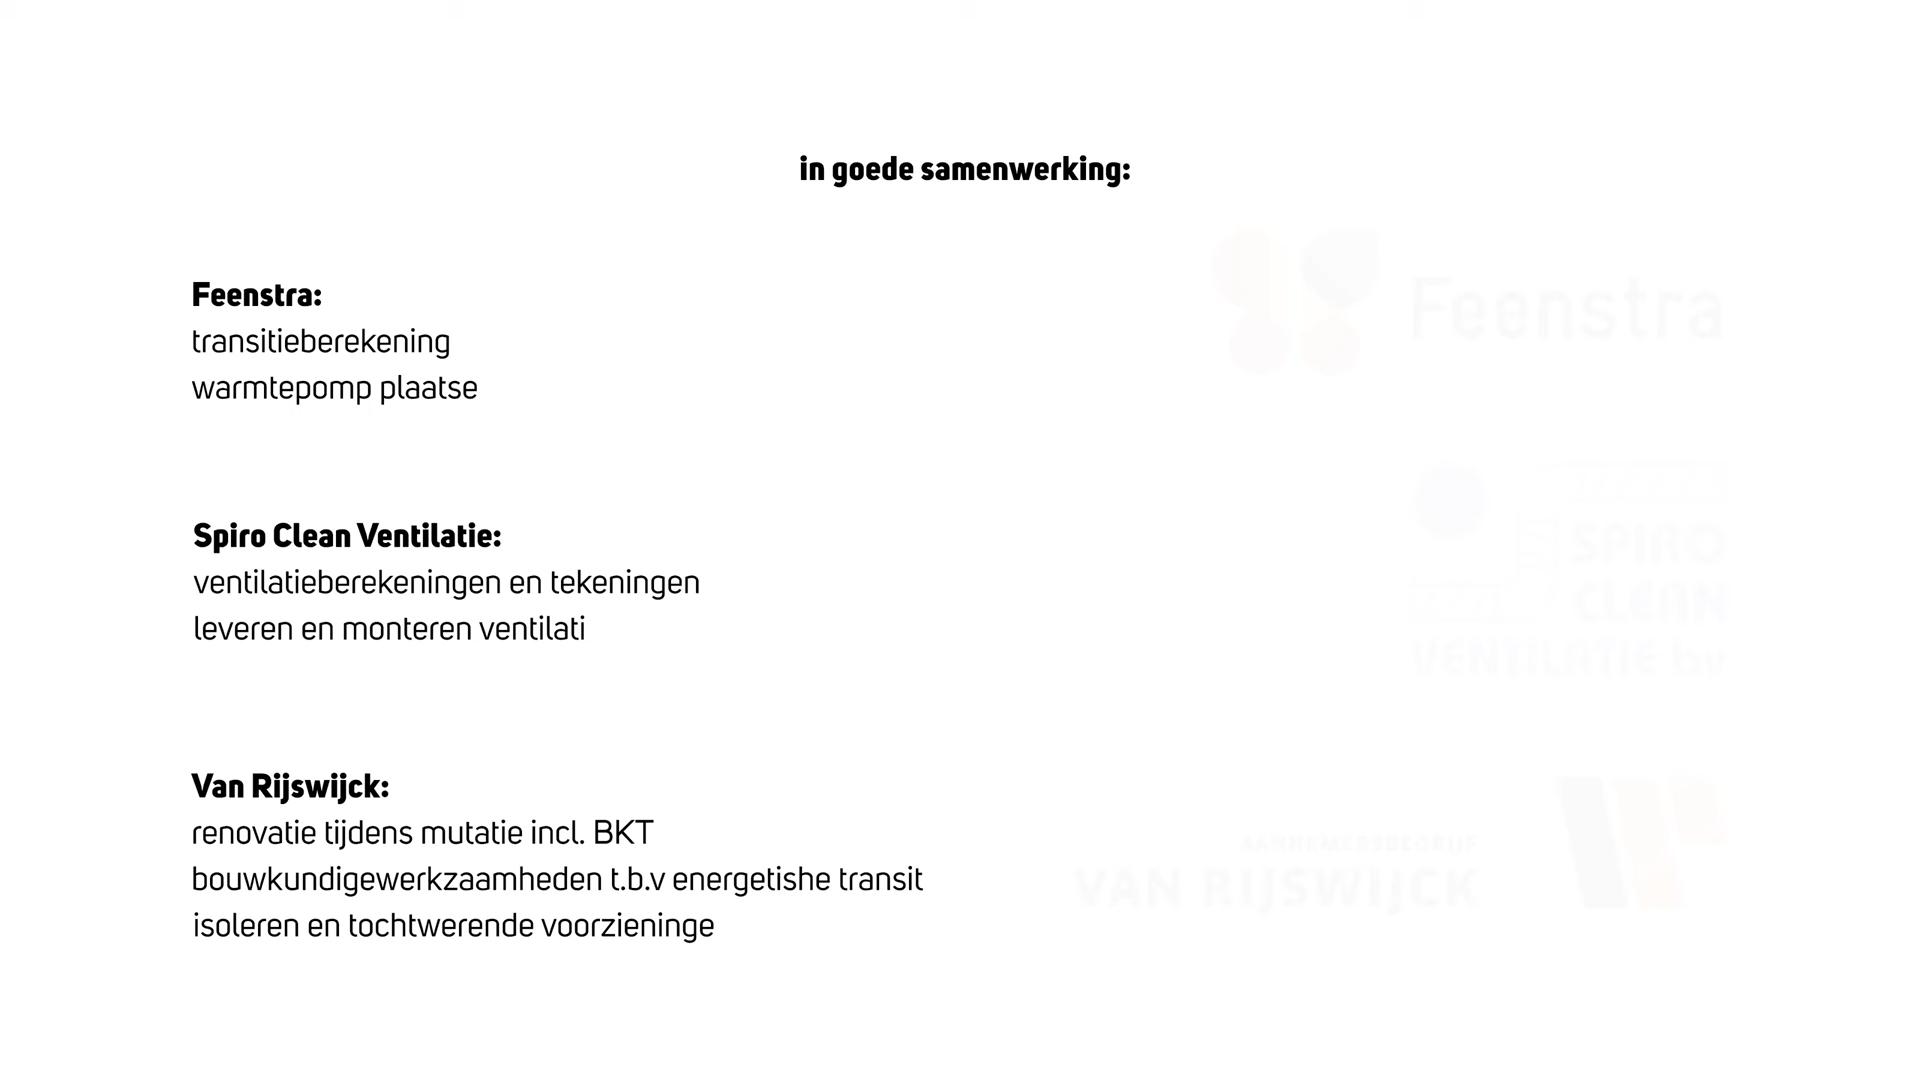 in goede samenwerking:
Feenstra:
transitieberekening
warmtepomp plaatse
Feenstra
Spiro Clean Ventilatie:
ventilatieberekeningen en tekeningen
leveren en monteren ventilati
SPIRO
CLEAN
VENTILATIE bv
Van Rijswijck:
renovatie tijdens mutatie incl. BKT
bouwkundigewerkzaamheden t.b.v energetishe transit
isoleren en tochtwerende voorzieninge
AANNEMERSBEDRIJF
VAN RIJSWIJCK